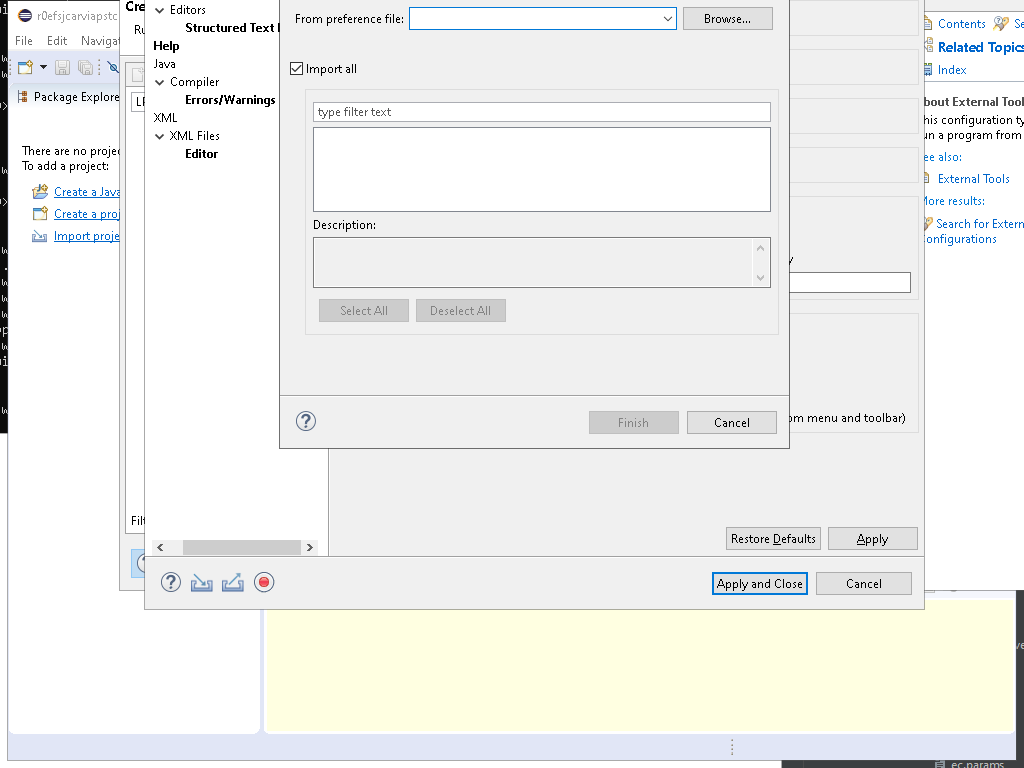 r0efsjcarviapstc
File Edit Navigat
Package Explore
There are no projec
To add a project:
Create a Java
Create a proj
Import proje
Cre
Ru
Filt
Editors
Structured Text
Help
Java
Compiler
Errors/Warnings
XML
XML Files
Editor
From preference file:
Browse...
Import all
type filter text
Description:
Select All Deselect All
Finish Cancel
om menu and toolbar)
Restore Defaults Apply
Apply and Close Cancel
Contents Se
Related Topics
Index
bout External Tool
his configuration ty
un a program from
ee also:
External Tools
More results:
Search for Extern
onfigurations
ec.params